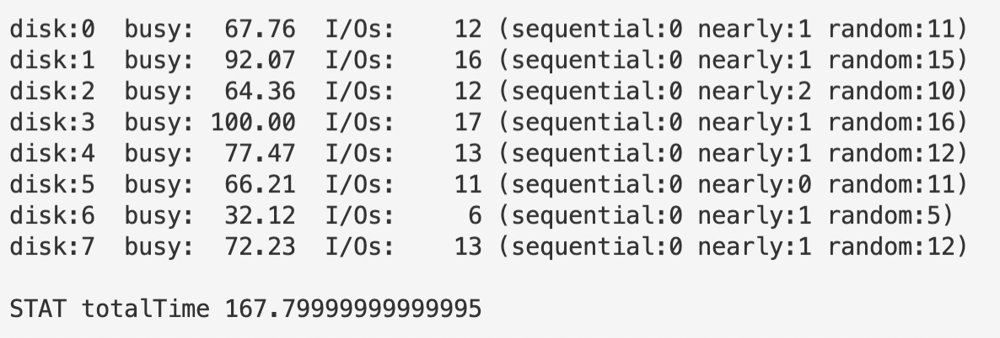 disk:0  busy:  67.76  I/Os:    12 (sequential:0 nearly:1 random:11)
disk:1  busy:  92.07  I/Os:    16 (sequential:0 nearly:1 random:15)
disk:2  busy:  64.36  I/Os:    12 (sequential:0 nearly:2 random:10)
disk:3  busy: 100.00  I/Os:    17 (sequential:0 nearly:1 random:16)
disk:4  busy:  77.47  I/Os:    13 (sequential:0 nearly:1 random:12)
disk:5  busy:  66.21  I/Os:    11 (sequential:0 nearly:0 random:11)
disk:6  busy:  32.12  I/Os:     6 (sequential:0 nearly:1 random:5)
disk:7  busy:  72.23  I/Os:    13 (sequential:0 nearly:1 random:12)

STAT totalTime 167.79999999999995